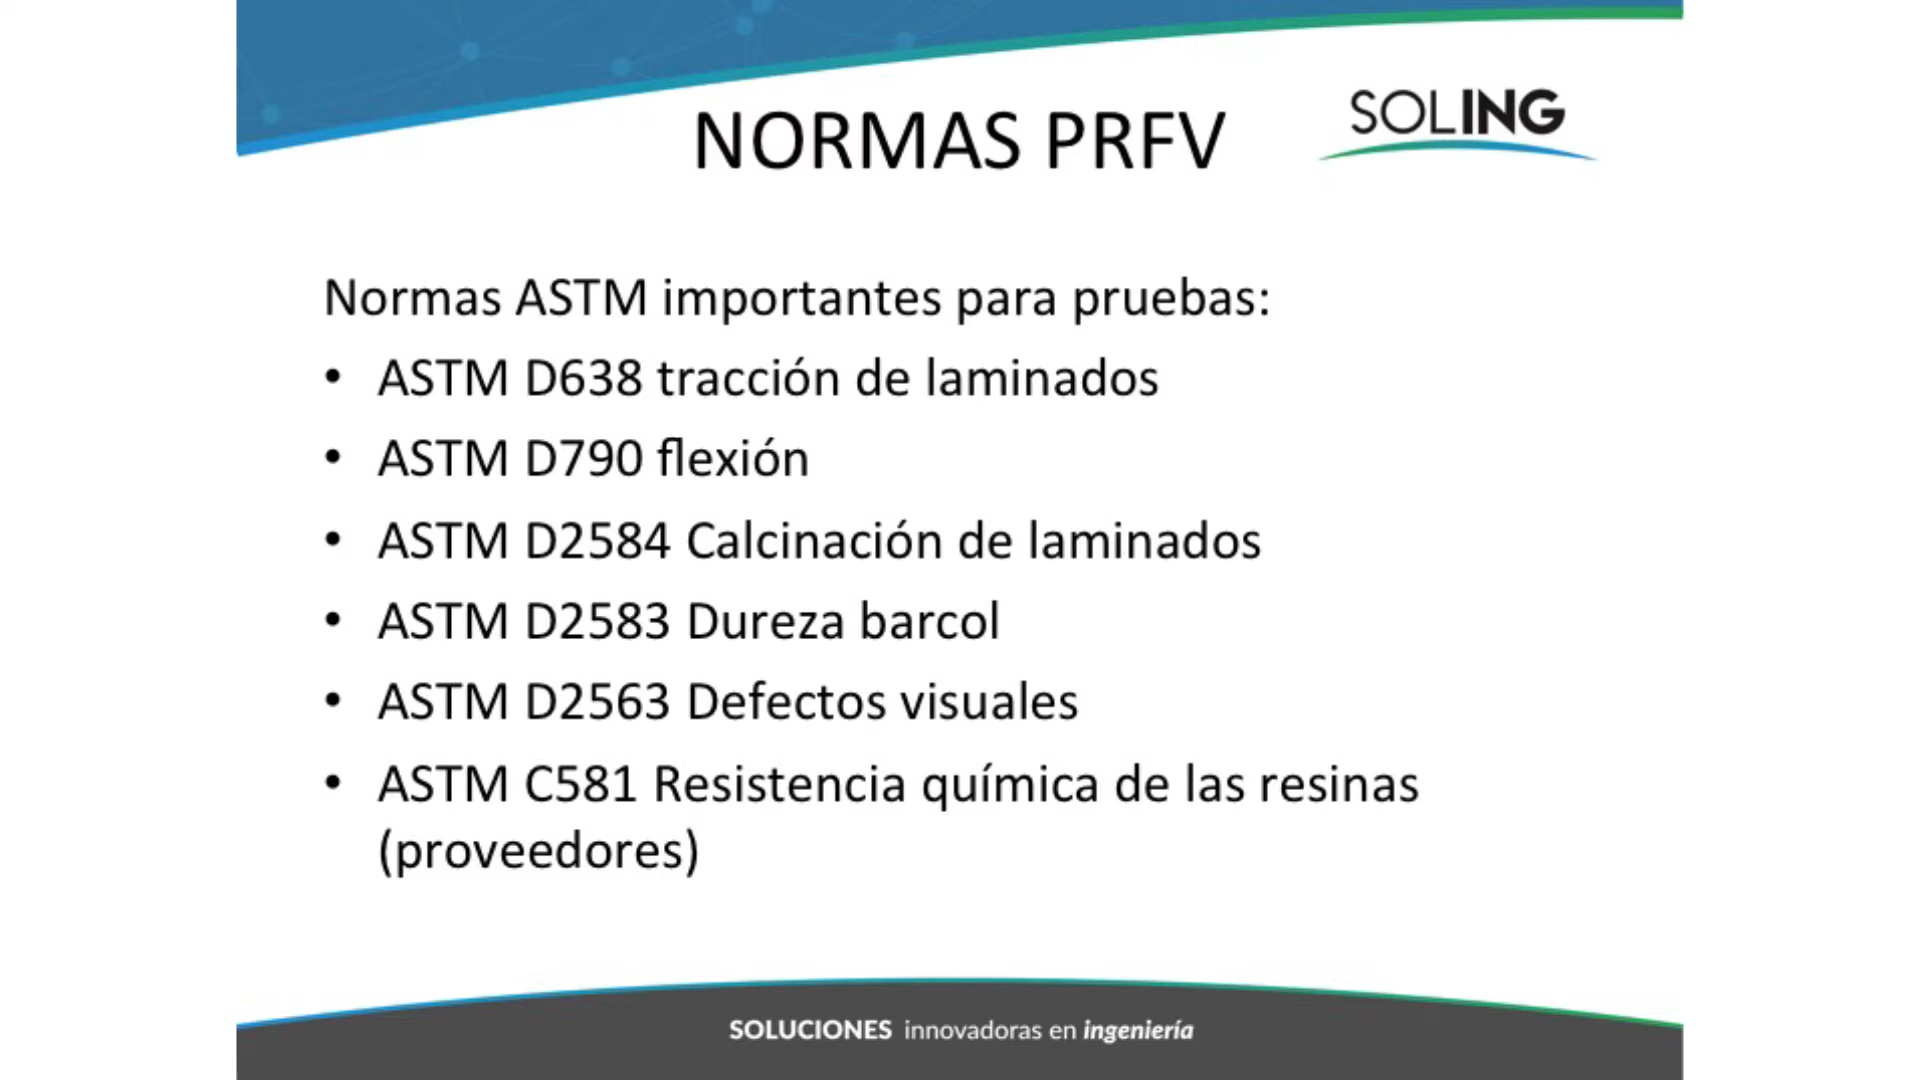 NORMAS PRFV
SOLING
Normas ASTM importantes para pruebas:
• ASTM D638 tracción de laminados
• ASTM D790 flexión
• ASTM D2584 Calcinación de laminados
• ASTM D2583 Dureza barcol
• ASTM D2563 Defectos visuales
• ASTM C581 Resistencia química de las resinas
(proveedores)
SOLUCIONES innovadoras en ingeniería